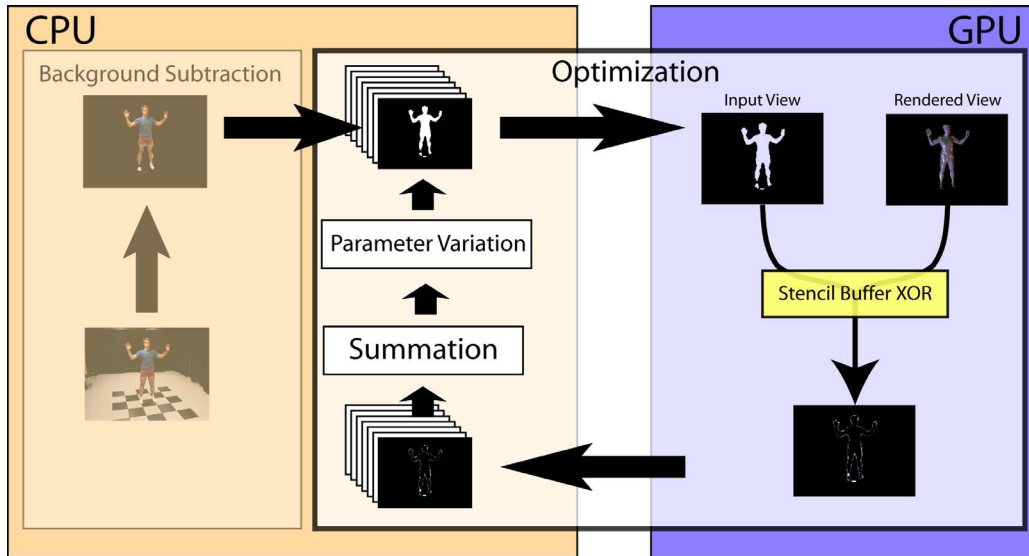 CPU
GPU
Background Subtraction
Optimization
Input View
Rendered View
Parameter Variation
Stencil Buffer XOR
Summation